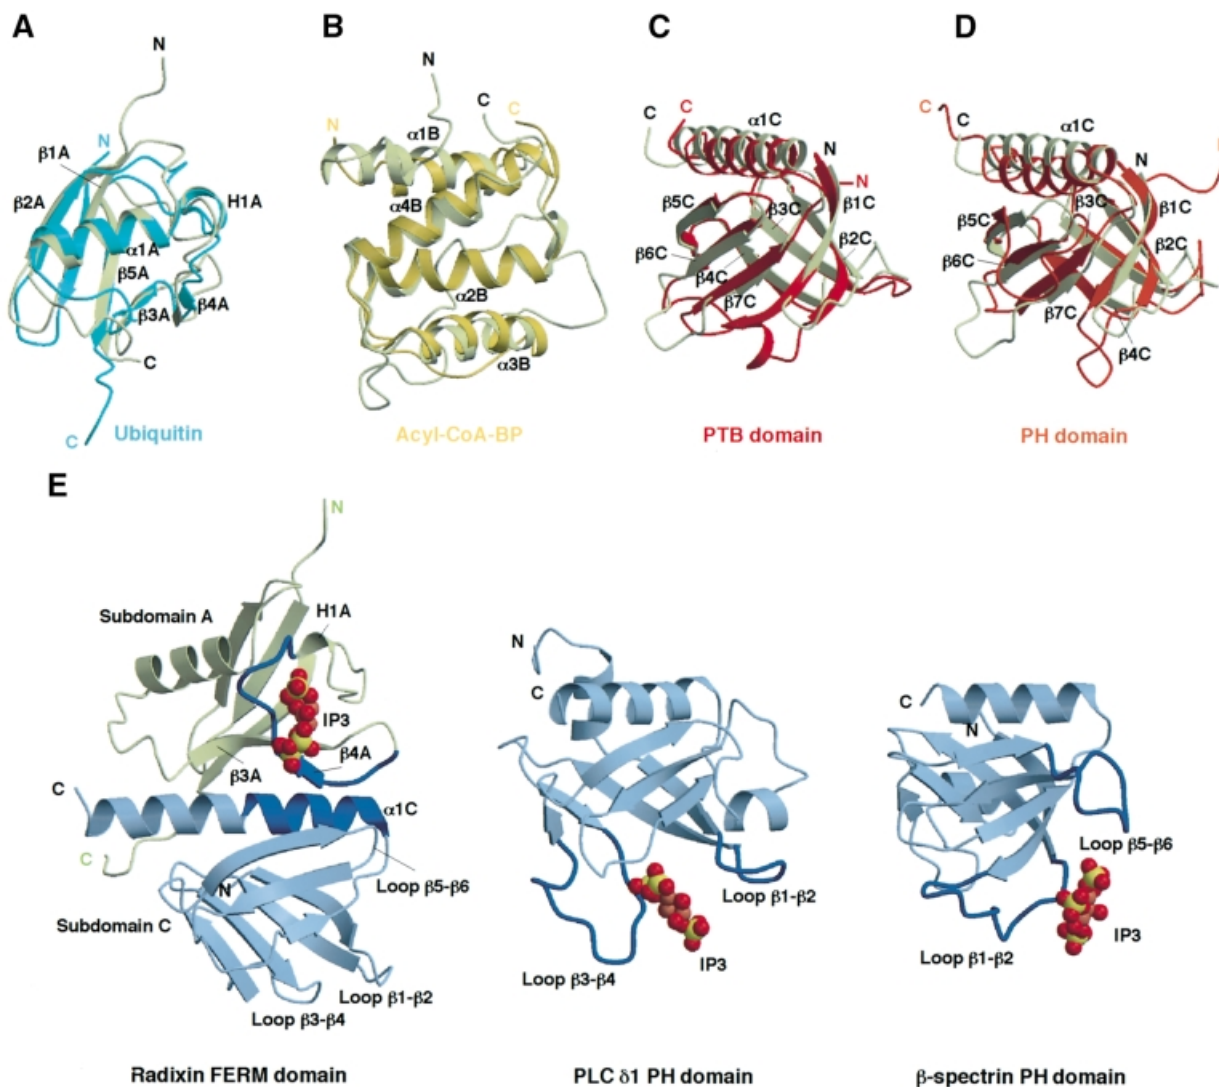 A
N
N
β1A
β2A
H1A
α1A
β5A
β3A
β4A
C
C
Ubiquitin
B
N
C
C
N
α1B
α4B
α2B
α3B
Acyl-CoA-BP
C
C
C
α1C
N
N
β5C
β3C
β1C
β6C
β2C
β4C
β7C
PTB domain
D
C
C
α1C
N
β5C
β3C
β1C
β2C
β6C
β7C
β4C
PH domain
E
N
Subdomain A
H1A
IP3
β4A
β3A
C
α1C
C
N
Loop β5-β6
Subdomain C
Loop β1-β2
Loop β3-β4
Radixin FERM domain
N
C
Loop β1-β2
Loop β3-β4
IP3
PLC δ1 PH domain
C
N
Loop β5-β6
IP3
Loop β1-β2
β-spectrin PH domain